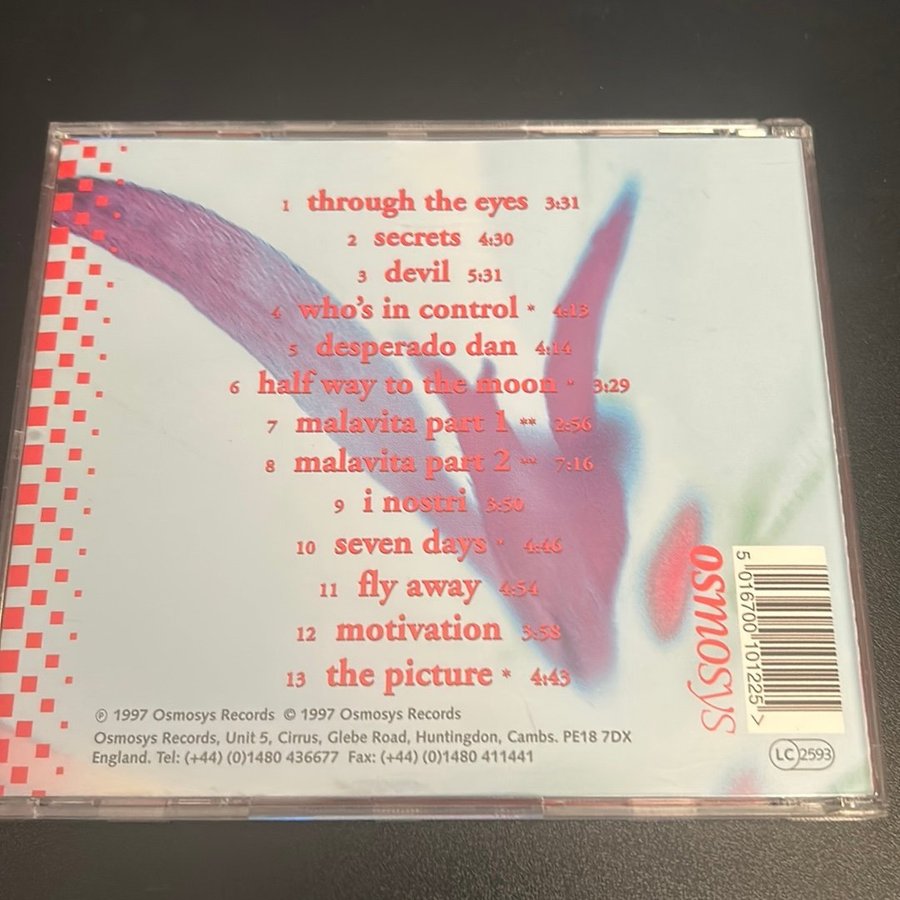 1 through the eyes 3:31
2 secrets 4:30
3 devil 5:31
4 who's in control * 4:13
5 desperado dan 4:14
6 half way to the moon * 3:29
7 malavita part 1 ** 2:56
8 malavita part 2 ** 7:16
9 i nostri 3:50
10 seven days * 4:46
11 fly away 4:54
12 motivation 3:58
13 the picture * 4:43
osmosys
5 016700 101225 >
℗ 1997 Osmosys Records © 1997 Osmosys Records
Osmosys Records, Unit 5, Cirrus, Glebe Road, Huntingdon, Cambs. PE18 7DX
England. Tel: (+44) (0)1480 436677 Fax: (+44) (0)1480 411441
LC 2593